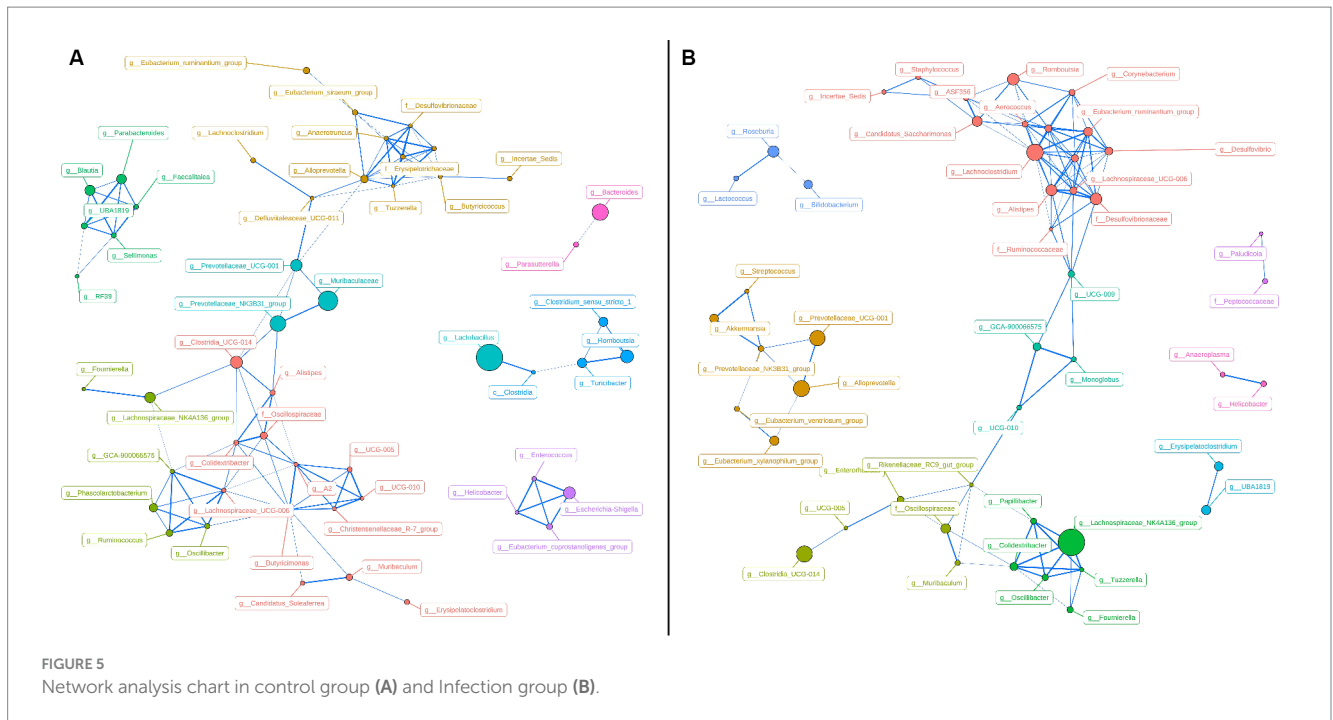 A
g__Eubacterium_ruminantium_group
g__Eubacterium_siraeum_group
f__Desulfovibrionaceae
g__Lachnoclostridium
g__Anaerotruncus
g__Parabacteroides
f__Erysipelotrichaceae
g__Incertae_Sedis
g__Blautia
g__Alloprevotella
g__Faecalitalea
g__Bacteroides
g__UBA1819
g__Tuzzerella
g__Butyricicoccus
g__Defluviitaleaceae_UCG-011
g__Sellimonas
g__Parasutterella
g__Prevotellaceae_UCG-001
g__Muribaculaceae
g__RF39
g__Prevotellaceae_NK3B31_group
g__Clostridium_sensu_stricto_1
g__Lactobacillus
g__Romboutsia
g__Clostridia_UCG-014
g__Fournierella
g__Alistipes
c__Clostridia
g__Turicibacter
g__Lachnospiraceae_NK4A136_group
f__Oscillospiraceae
g__GCA-900066575
g__Colidextribacter
g__UCG-005
g__Enterococcus
g__A2
g__UCG-010
g__Phascolarctobacterium
g__Helicobacter
g__Escherichia-Shigella
g__Lachnospiraceae_UCG-006
g__Christensenellaceae_R-7_group
g__Ruminococcus
g__Oscillibacter
g__Eubacterium_coprostanoligenes_group
g__Butyricimonas
g__Muribaculum
g__Candidatus_Soleaferrea
g__Erysipelatoclostridium
B
g__Staphylococcus
g__Romboutsia
g__Corynebacterium
g__Incertae_Sedis
g__ASF356
g__Aerococcus
g__Eubacterium_ruminantium_group
g__Roseburia
g__Candidatus_Saccharimonas
g__Desulfovibrio
g__Lachnoclostridium
g__Lachnospiraceae_UCG-006
g__Lactococcus
g__Bifidobacterium
g__Alistipes
f__Desulfovibrionaceae
f__Ruminococcaceae
g__Paludicola
g__Streptococcus
g__UCG-009
f__Peptococcaceae
g__Prevotellaceae_UCG-001
g__GCA-900066575
g__Akkermansia
g__Anaeroplasma
g__Prevotellaceae_NK3B31_group
g__Monoglobus
g__Alloprevotella
g__Helicobacter
g__Eubacterium_ventriosum_group
g__UCG-010
g__Erysipelatoclostridium
g__Eubacterium_xylanophilum_group
g__Rikenellaceae_RC9_gut_group
g__UBA1819
g__Papillibacter
g__UCG-005
f__Oscillospiraceae
g__Lachnospiraceae_NK4A136_group
g__Colidextribacter
g__Clostridia_UCG-014
g__Muribaculum
g__Tuzzerella
g__Oscillibacter
g__Fournierella
FIGURE 5
Network analysis chart in control group (A) and Infection group (B).